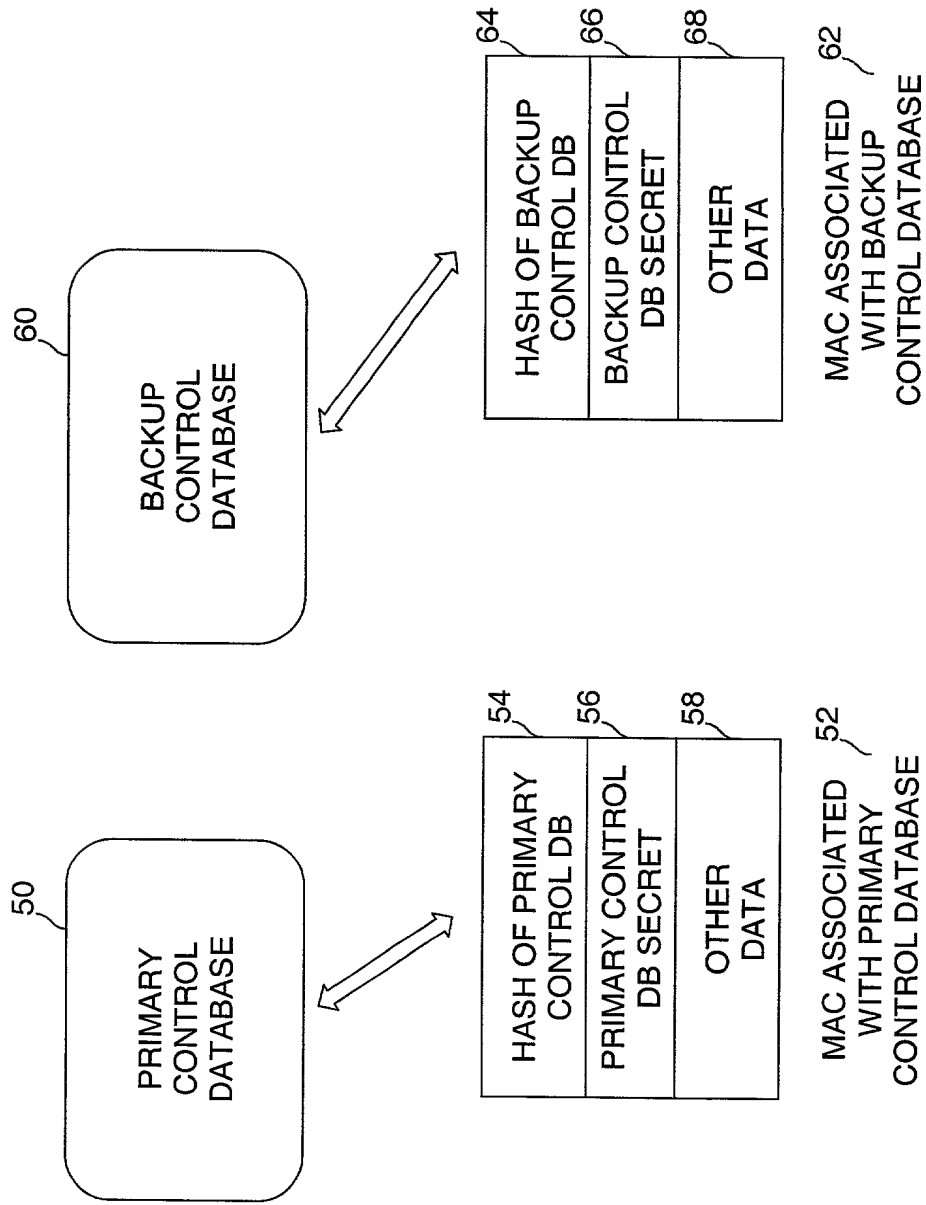 50
PRIMARY
CONTROL
DATABASE
54
HASH OF PRIMARY
CONTROL DB
56
PRIMARY CONTROL
DB SECRET
58
OTHER
DATA
52
MAC ASSOCIATED
WITH PRIMARY
CONTROL DATABASE
60
BACKUP
CONTROL
DATABASE
64
HASH OF BACKUP
CONTROL DB
66
BACKUP CONTROL
DB SECRET
68
OTHER
DATA
62
MAC ASSOCIATED
WITH BACKUP
CONTROL DATABASE